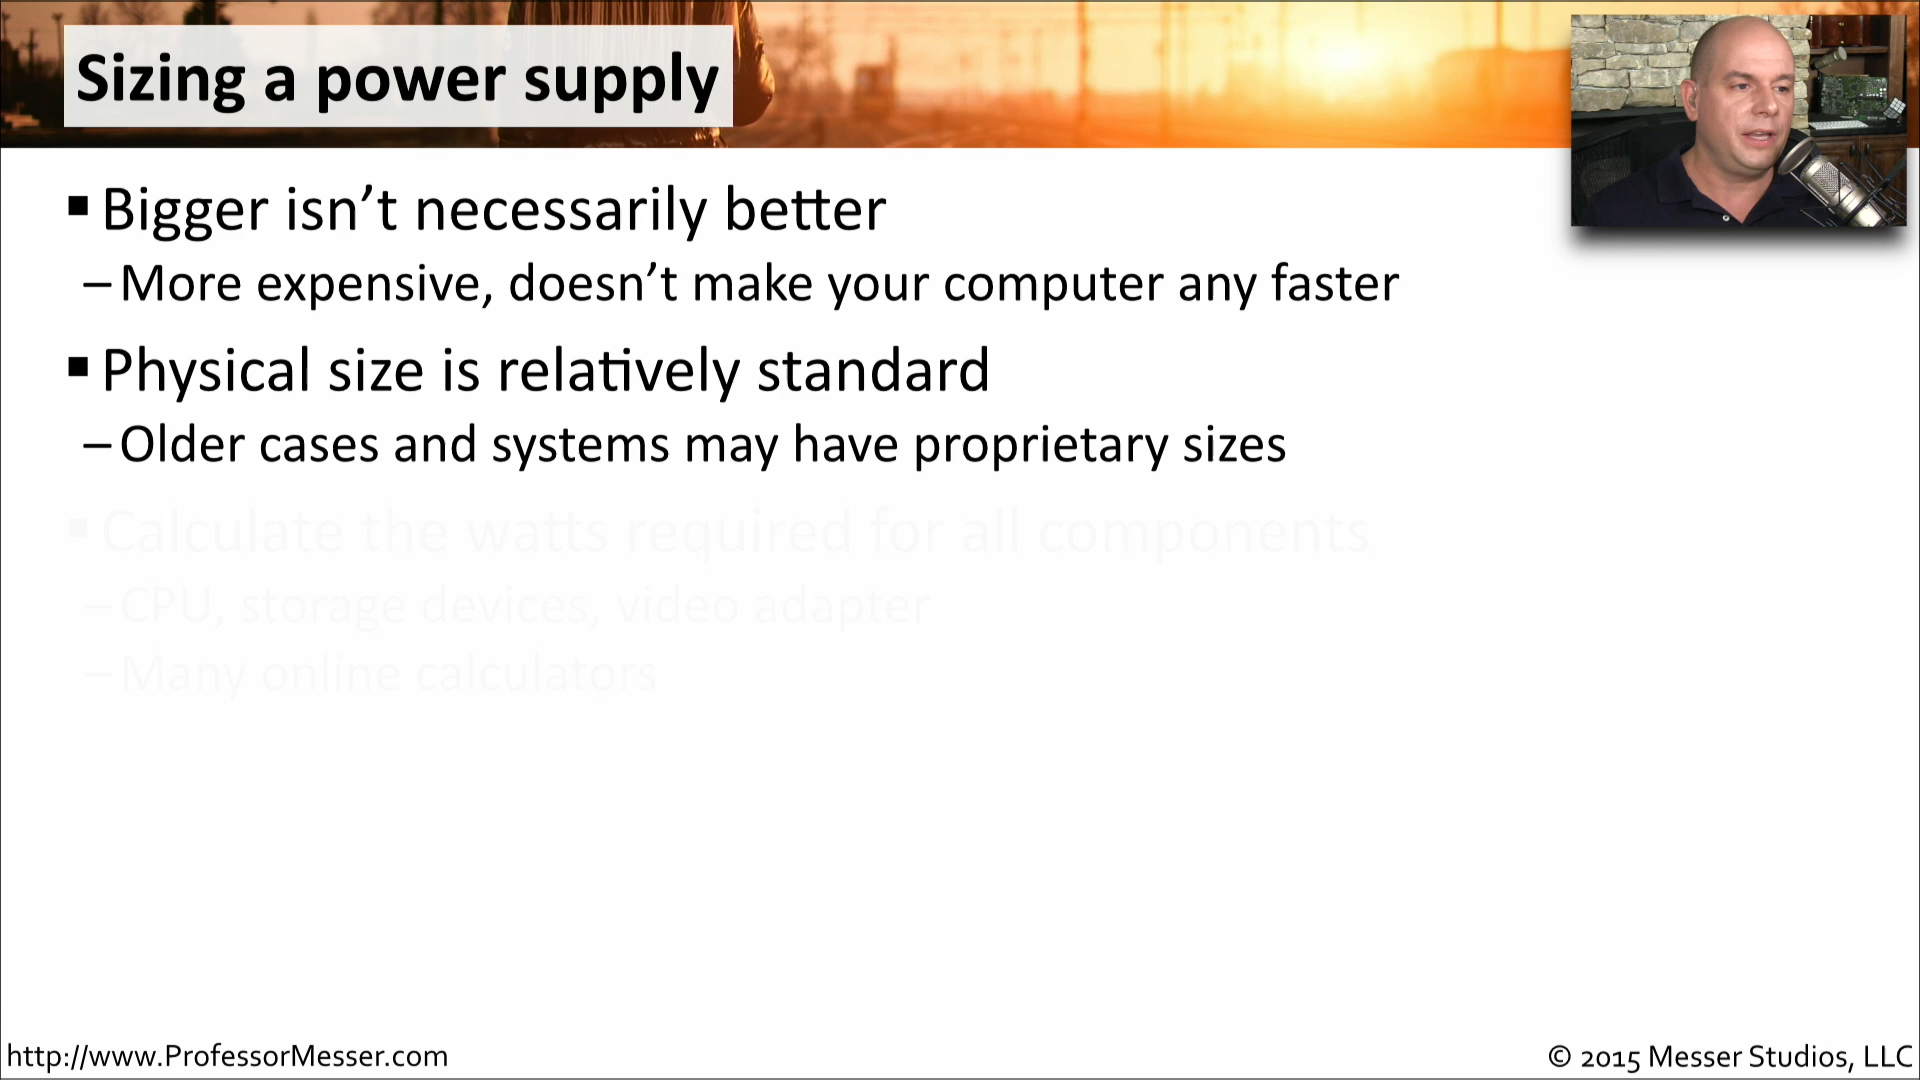 Sizing a power supply
▪ Bigger isn’t necessarily better
– More expensive, doesn’t make your computer any faster
▪ Physical size is relatively standard
– Older cases and systems may have proprietary sizes
▪ Calculate the watts required for all components
– CPU, storage devices, video adapter
– Many online calculators
http://www.ProfessorMesser.com
© 2015 Messer Studios, LLC